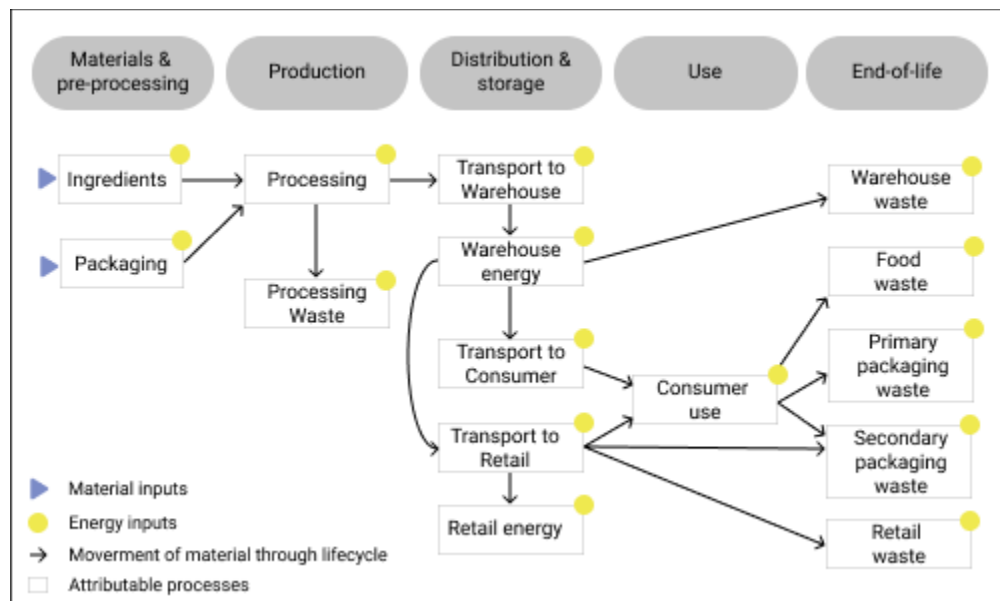 Materials &
pre-processing
Production
Distribution &
storage
Use
End-of-life
Ingredients
Processing
Transport to
Warehouse
Warehouse
waste
Packaging
Warehouse
energy
Food
waste
Processing
Waste
Transport to
Consumer
Primary
packaging
waste
Consumer
use
Transport to
Retail
Secondary
packaging
waste
Retail energy
Retail
waste
Material inputs
Energy inputs
Moverment of material through lifecycle
Attributable processes